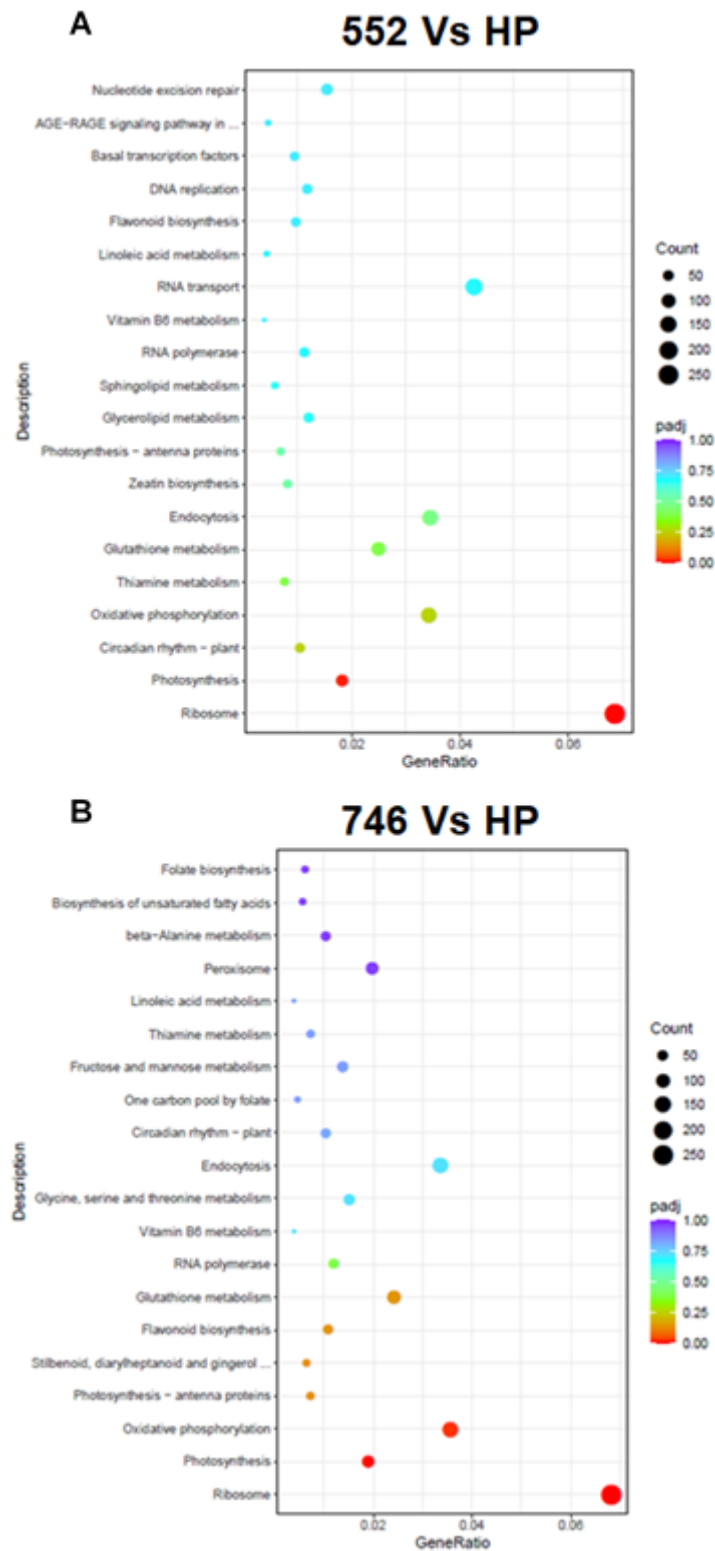 A
552 Vs HP
Nucleotide excision repair
AGE-RAGE signaling pathway in ...
Basal transcription factors
DNA replication
Flavonoid biosynthesis
Linoleic acid metabolism
RNA transport
Vitamin B6 metabolism
RNA polymerase
Sphingolipid metabolism
Glycerolipid metabolism
Photosynthesis - antenna proteins
Zeatin biosynthesis
Endocytosis
Glutathione metabolism
Thiamine metabolism
Oxidative phosphorylation
Circadian rhythm - plant
Photosynthesis
Ribosome
Description
0.02 0.04 0.06
GeneRatio
Count
50
100
150
200
250
padj
1.00
0.75
0.50
0.25
0.00
B
746 Vs HP
Folate biosynthesis
Biosynthesis of unsaturated fatty acids
beta-Alanine metabolism
Peroxisome
Linoleic acid metabolism
Thiamine metabolism
Fructose and mannose metabolism
One carbon pool by folate
Circadian rhythm - plant
Endocytosis
Glycine, serine and threonine metabolism
Vitamin B6 metabolism
RNA polymerase
Glutathione metabolism
Flavonoid biosynthesis
Stilbenoid, diarylheptanoid and gingerol ...
Photosynthesis - antenna proteins
Oxidative phosphorylation
Photosynthesis
Ribosome
Description
0.02 0.04 0.06
GeneRatio
Count
50
100
150
200
250
padj
1.00
0.75
0.50
0.25
0.00